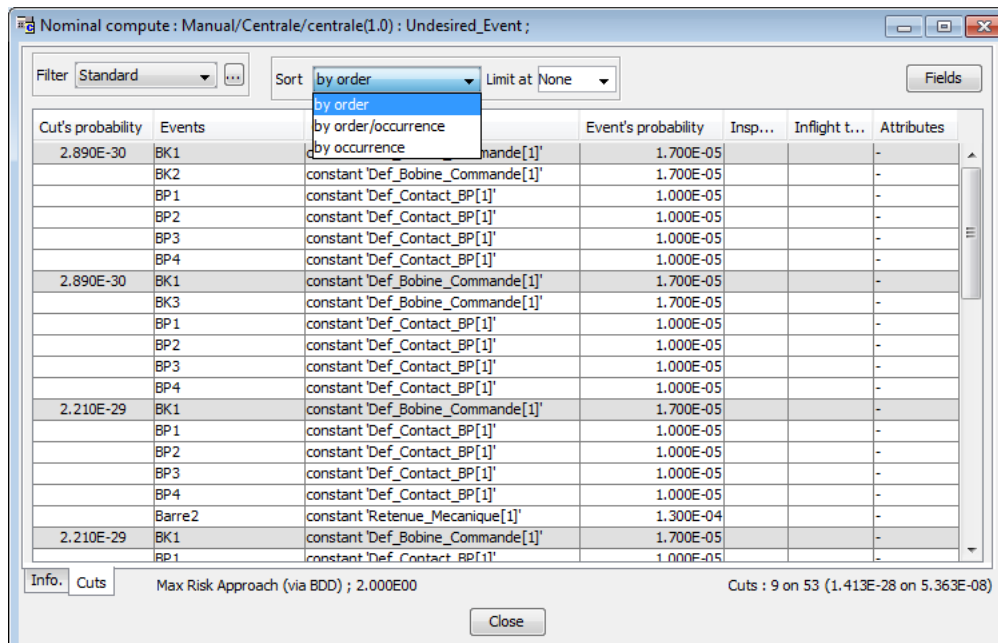 Nominal compute : Manual/Centrale/centrale(1.0) : Undesired_Event ;
Filter Standard ... Sort by order Limit at None Fields
by order
by order/occurrence
by occurrence
Cut's probability Events Event's probability Insp... Inflight t... Attributes
2.890E-30 BK1 mande[1]' 1.700E-05 -
BK2 constant 'Def_Bobine_Commande[1]' 1.700E-05 -
BP1 constant 'Def_Contact_BP[1]' 1.000E-05 -
BP2 constant 'Def_Contact_BP[1]' 1.000E-05 -
BP3 constant 'Def_Contact_BP[1]' 1.000E-05 -
BP4 constant 'Def_Contact_BP[1]' 1.000E-05 -
2.890E-30 BK1 constant 'Def_Bobine_Commande[1]' 1.700E-05 -
BK3 constant 'Def_Bobine_Commande[1]' 1.700E-05 -
BP1 constant 'Def_Contact_BP[1]' 1.000E-05 -
BP2 constant 'Def_Contact_BP[1]' 1.000E-05 -
BP3 constant 'Def_Contact_BP[1]' 1.000E-05 -
BP4 constant 'Def_Contact_BP[1]' 1.000E-05 -
2.210E-29 BK1 constant 'Def_Bobine_Commande[1]' 1.700E-05 -
BP1 constant 'Def_Contact_BP[1]' 1.000E-05 -
BP2 constant 'Def_Contact_BP[1]' 1.000E-05 -
BP3 constant 'Def_Contact_BP[1]' 1.000E-05 -
BP4 constant 'Def_Contact_BP[1]' 1.000E-05 -
Barre2 constant 'Retenue_Mecanique[1]' 1.300E-04 -
2.210E-29 BK1 constant 'Def_Bobine_Commande[1]' 1.700E-05 -
BP1 constant 'Def_Contact_BP[1]' 1.000E-05 -
Info. Cuts Max Risk Approach (via BDD) ; 2.000E00 Cuts : 9 on 53 (1.413E-28 on 5.363E-08)
Close